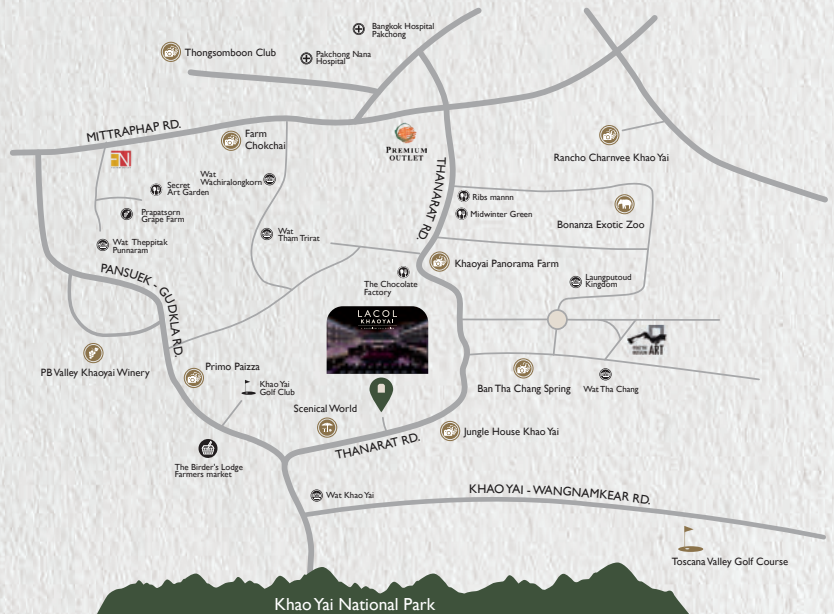 Bangkok Hospital
Pakchong
Thongsomboon Club
Pakchong Nana
Hospital
MITTRAPHAP RD.
Farm
Chokchai
PREMIUM
OUTLET
Rancho Charnvee Khao Yai
FN
Secret
Art Garden
Wat
Wachiralongkorn
THANARAT RD.
Ribs mannn
Midwinter Green
Bonanza Exotic Zoo
Prapatsorn
Grape Farm
Wat Theppitak
Punnaram
Wat
Tham Trirat
Khaoyai Panorama Farm
The Chocolate
Factory
Laungputoud
Kingdom
PANSUEK - GUDKLA RD.
LACOL
KHAOYAI
ART
PB Valley Khaoyai Winery
Primo Paizza
Khao Yai
Golf Club
Ban Tha Chang Spring
Wat Tha Chang
Scenical World
THANARAT RD.
Jungle House Khao Yai
The Birder's Lodge
Farmers market
Wat Khao Yai
KHAO YAI - WANGNAMKEAR RD.
Toscana Valley Golf Course
Khao Yai National Park